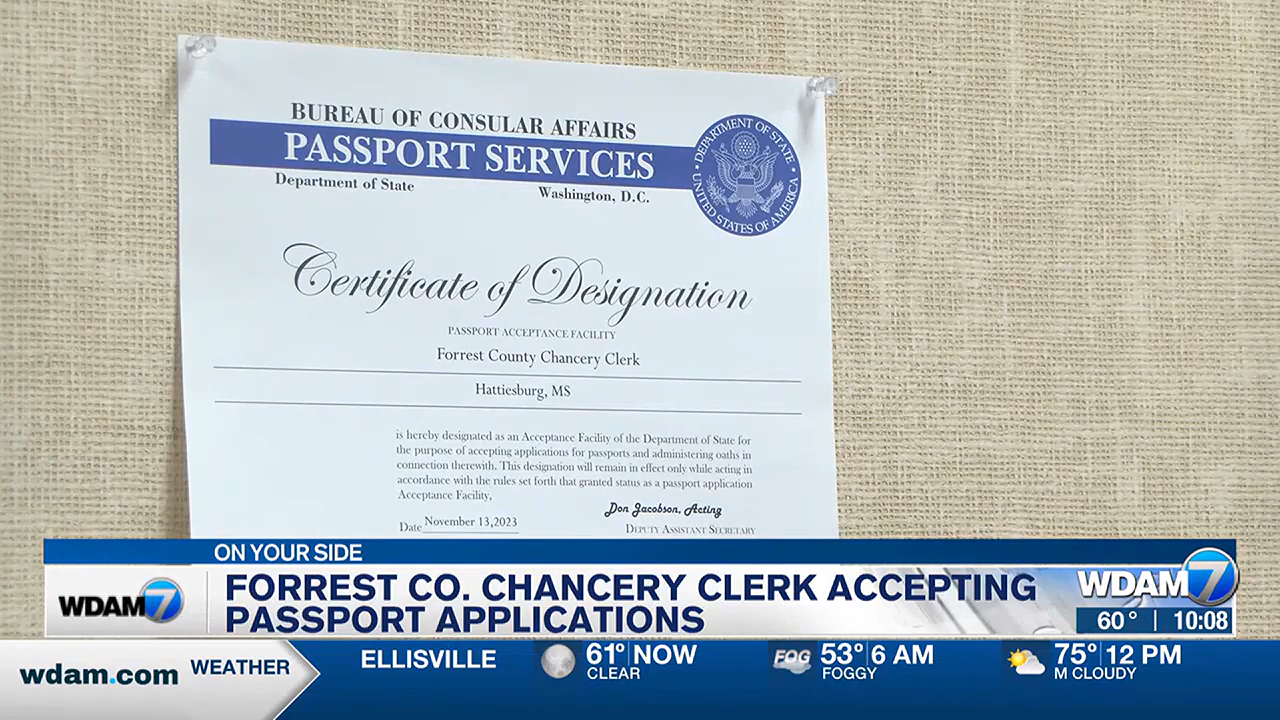 BUREAU OF CONSULAR AFFAIRS
PASSPORT SERVICES
Department of State
Washington, D.C.
DEPARTMENT OF STATE
UNITED STATES OF AMERICA
Certificate of Designation
PASSPORT ACCEPTANCE FACILITY
Forrest County Chancery Clerk
Hattiesburg, MS
is hereby designated as an Acceptance Facility of the Department of State for
the purpose of accepting applications for passports and administering oaths in
connection therewith. This designation will remain in effect only while acting in
accordance with the rules set forth that granted status as a passport application
Acceptance Facility,
Don Jacobson, Acting
Date November 13,2023
DEPUTY ASSISTANT SECRETARY
ON YOUR SIDE
WDAM 7
FORREST CO. CHANCERY CLERK ACCEPTING
PASSPORT APPLICATIONS
WDAM 7
60° | 10:08
wdam.com WEATHER
ELLISVILLE
61° NOW
CLEAR
FOG
53° 6 AM
FOGGY
75° 12 PM
M CLOUDY